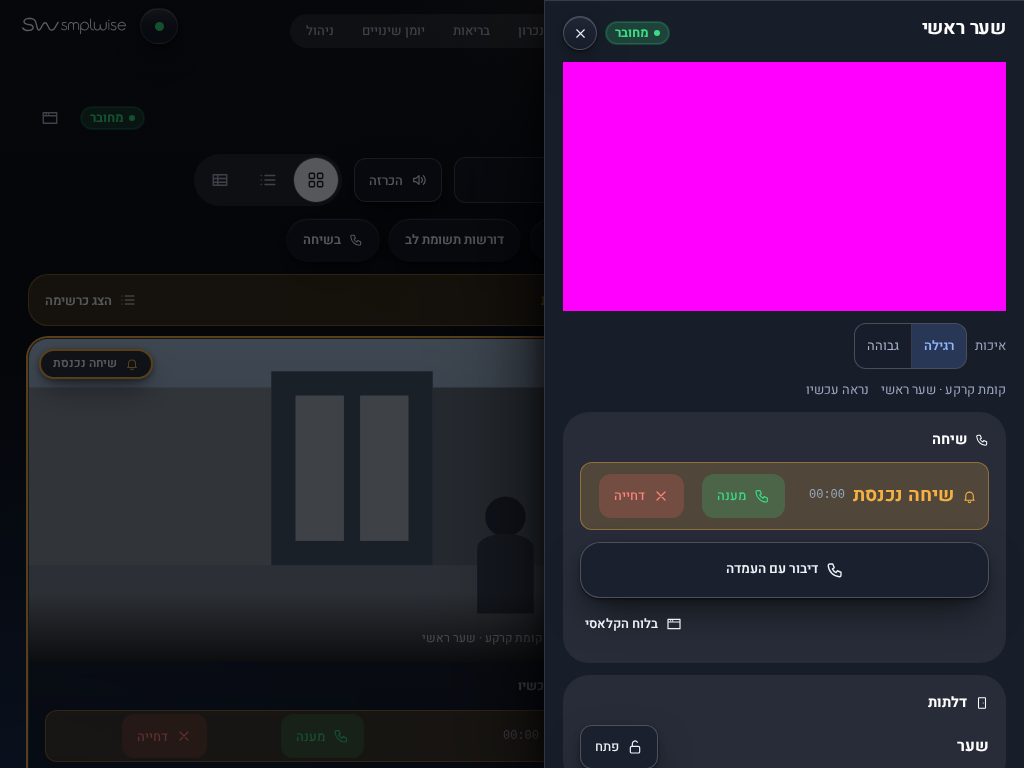 smplwise
ניהול
יומן שינויים
בריאות
מחובר
הכרזה
דורשות תשומת לב
בשיחה
הצג כרשימה
שיחה נכנסת
קומת קרקע · שער ראשי
00:00
מענה
דחייה
שער ראשי
מחובר
איכות
רגילה
גבוהה
קומת קרקע · שער ראשי נראה עכשיו
שיחה
שיחה נכנסת 00:00
מענה
דחייה
דיבור עם העמדה
בלוח הקלאסי
דלתות
שער
פתח